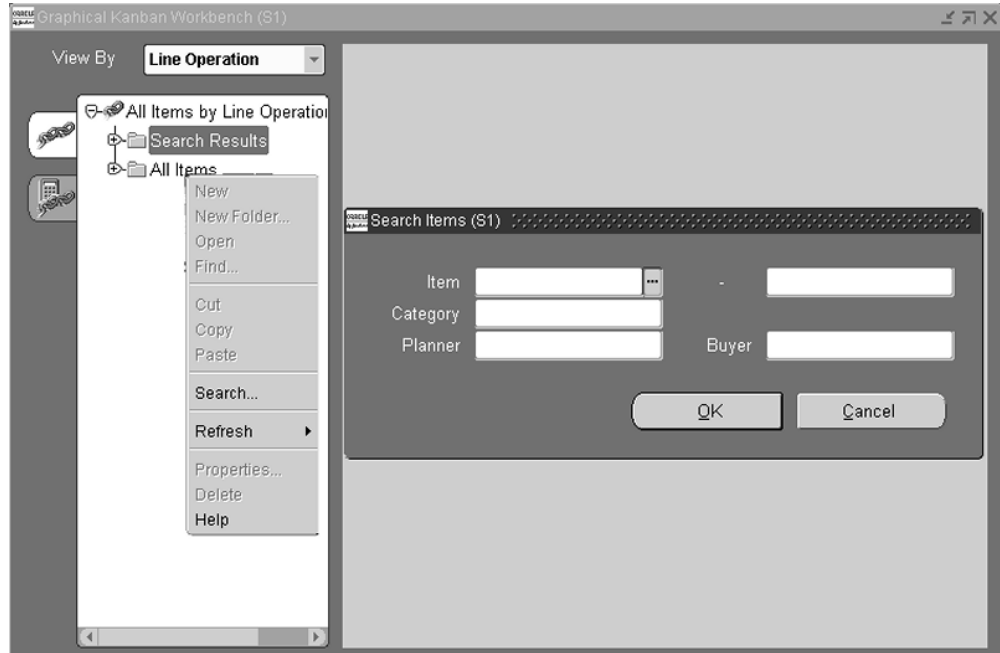 Graphical Kanban Workbench (S1)
View By
Line Operation
All Items by Line Operation
Search Results
All Items
New
New Folder...
Open
Find...
Cut
Copy
Paste
Search...
Refresh
Properties...
Delete
Help
Search Items (S1)
Item
-
Category
Planner
Buyer
OK
Cancel